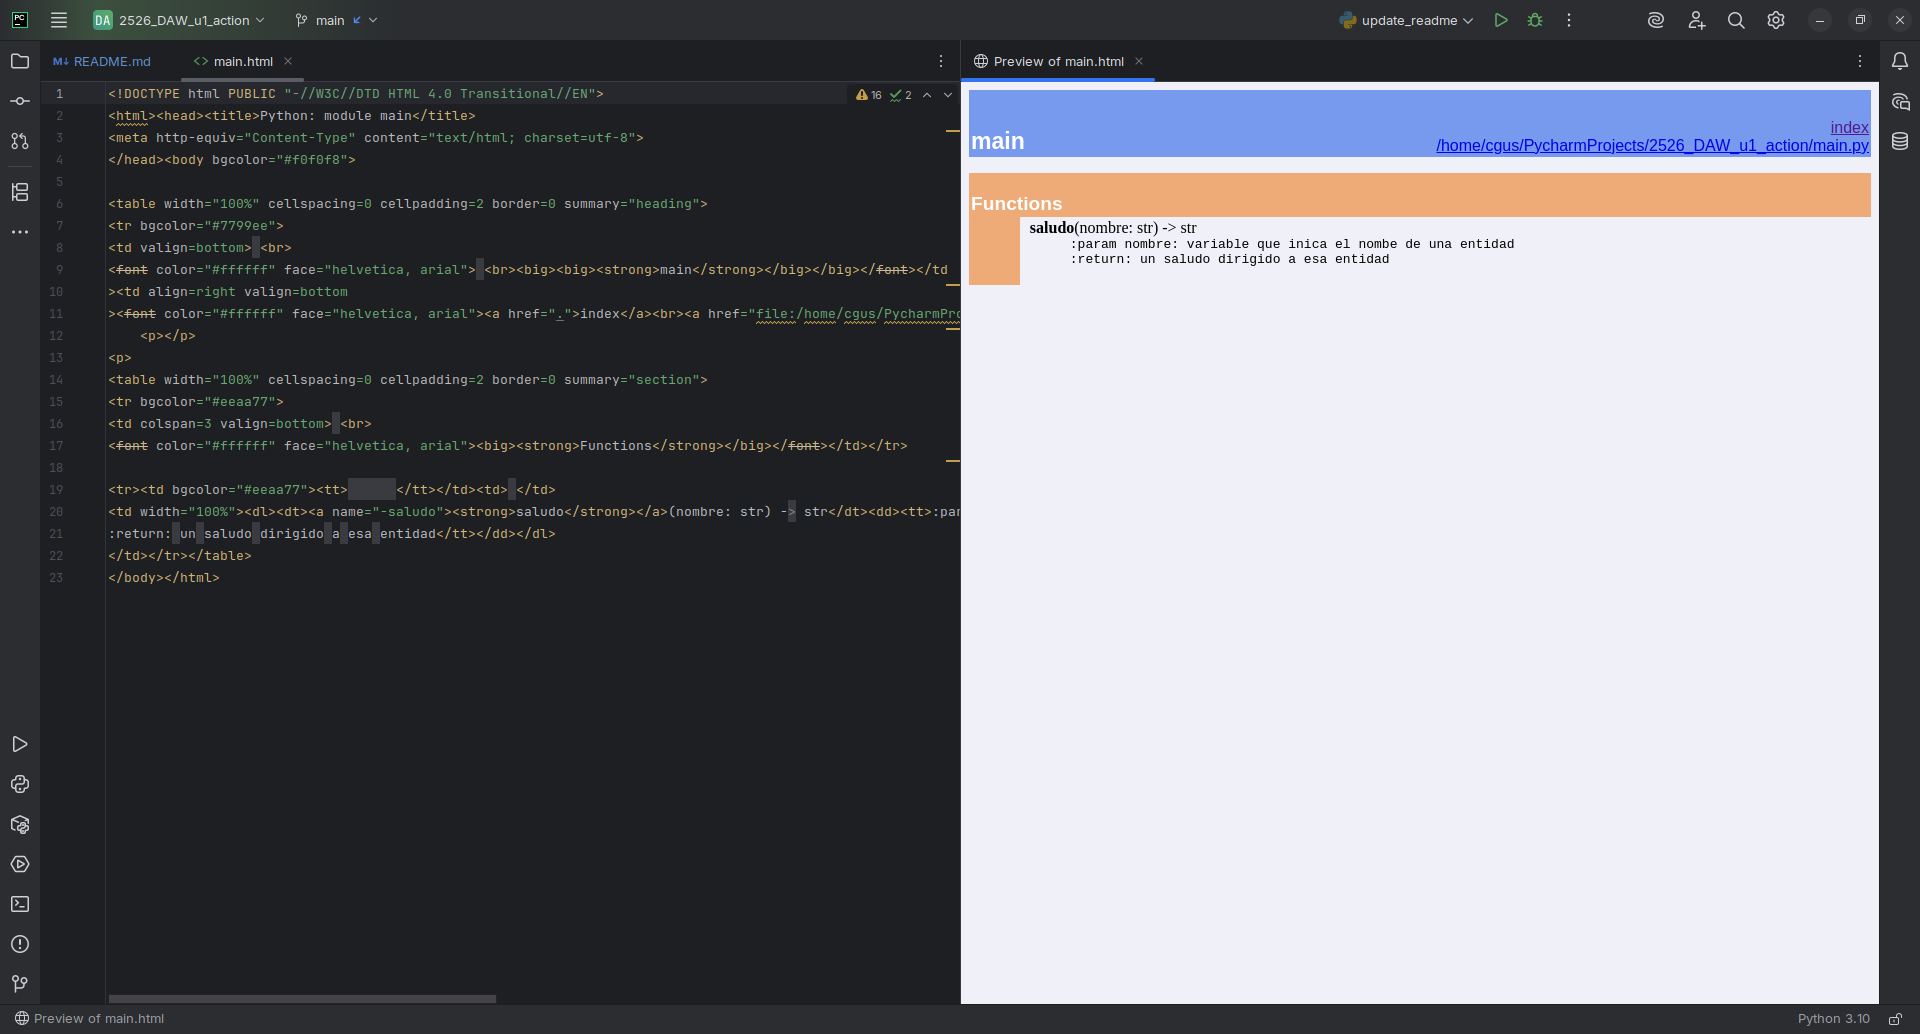 PC
DA 2526_DAW_u1_action
main
update_readme
M↓ README.md
<> main.html
Preview of main.html
16 2
1 <!DOCTYPE html PUBLIC "-//W3C//DTD HTML 4.0 Transitional//EN">
2 <html><head><title>Python: module main</title>
3 <meta http-equiv="Content-Type" content="text/html; charset=utf-8">
4 </head><body bgcolor="#f0f0f8">
5
6 <table width="100%" cellspacing=0 cellpadding=2 border=0 summary="heading">
7 <tr bgcolor="#7799ee">
8 <td valign=bottom> <br>
9 <font color="#ffffff" face="helvetica, arial"> <br><big><big><strong>main</strong></big></big></font></td
10 ><td align=right valign=bottom
11 ><font color="#ffffff" face="helvetica, arial"><a href=".">index</a><br><a href="file:/home/cgus/PycharmPro
12 <p></p>
13 <p>
14 <table width="100%" cellspacing=0 cellpadding=2 border=0 summary="section">
15 <tr bgcolor="#eeaa77">
16 <td colspan=3 valign=bottom> <br>
17 <font color="#ffffff" face="helvetica, arial"><big><strong>Functions</strong></big></font></td></tr>
18
19 <tr><td bgcolor="#eeaa77"><tt>      </tt></td><td> </td>
20 <td width="100%"><dl><dt><a name="-saludo"><strong>saludo</strong></a>(nombre: str) -> str</dt><dd><tt>:par
21 :return: un saludo dirigido a esa entidad</tt></dd></dl>
22 </td></tr></table>
23 </body></html>
index
main /home/cgus/PycharmProjects/2526_DAW_u1_action/main.py
Functions
saludo(nombre: str) -> str
:param nombre: variable que inica el nombe de una entidad
:return: un saludo dirigido a esa entidad
Preview of main.html
Python 3.10